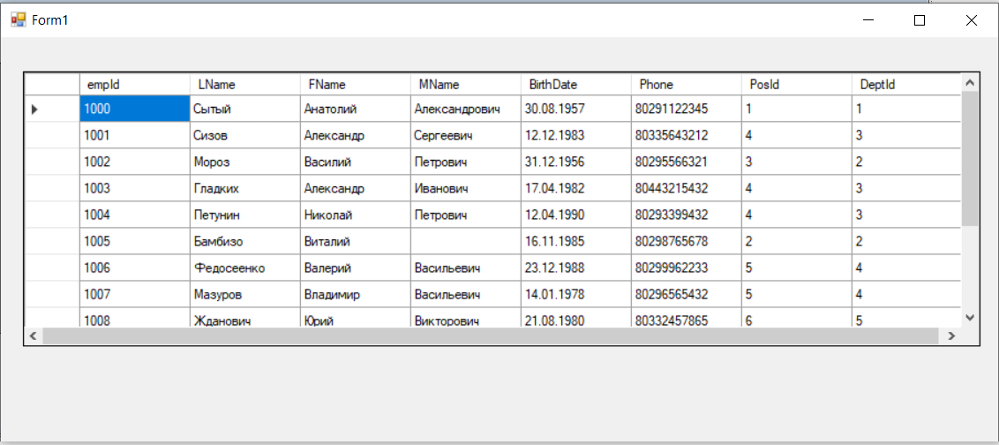 Form1
empId LName FName MName BirthDate Phone PosId DeptId
1000 Сытый Анатолий Александрович 30.08.1957 80291122345 1 1
1001 Сизов Александр Сергеевич 12.12.1983 80335643212 4 3
1002 Мороз Василий Петрович 31.12.1956 80295566321 3 2
1003 Гладких Александр Иванович 17.04.1982 80443215432 4 3
1004 Петунин Николай Петрович 12.04.1990 80293399432 4 3
1005 Бамбизо Виталий 16.11.1985 80298765678 2 2
1006 Федосеенко Валерий Васильевич 23.12.1988 80299962233 5 4
1007 Мазуров Владимир Васильевич 14.01.1978 80296565432 5 4
1008 Жданович Юрий Викторович 21.08.1980 80332457865 6 5